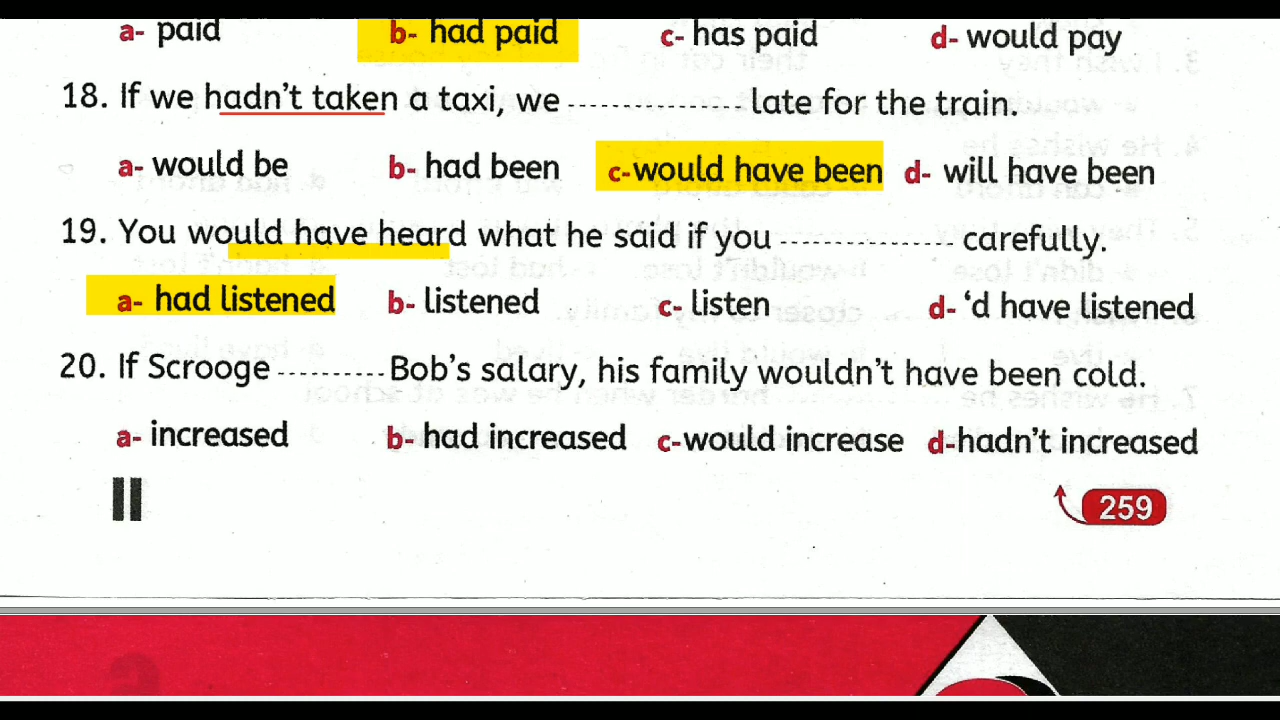 a- paid b- had paid c- has paid d- would pay
18. If we hadn't taken a taxi, we --------------- late for the train.
a- would be b- had been c-would have been d- will have been
19. You would have heard what he said if you --------------- carefully.
a- had listened b- listened c- listen d- 'd have listened
20. If Scrooge ---------- Bob's salary, his family wouldn't have been cold.
a- increased b- had increased c-would increase d-hadn't increased
259